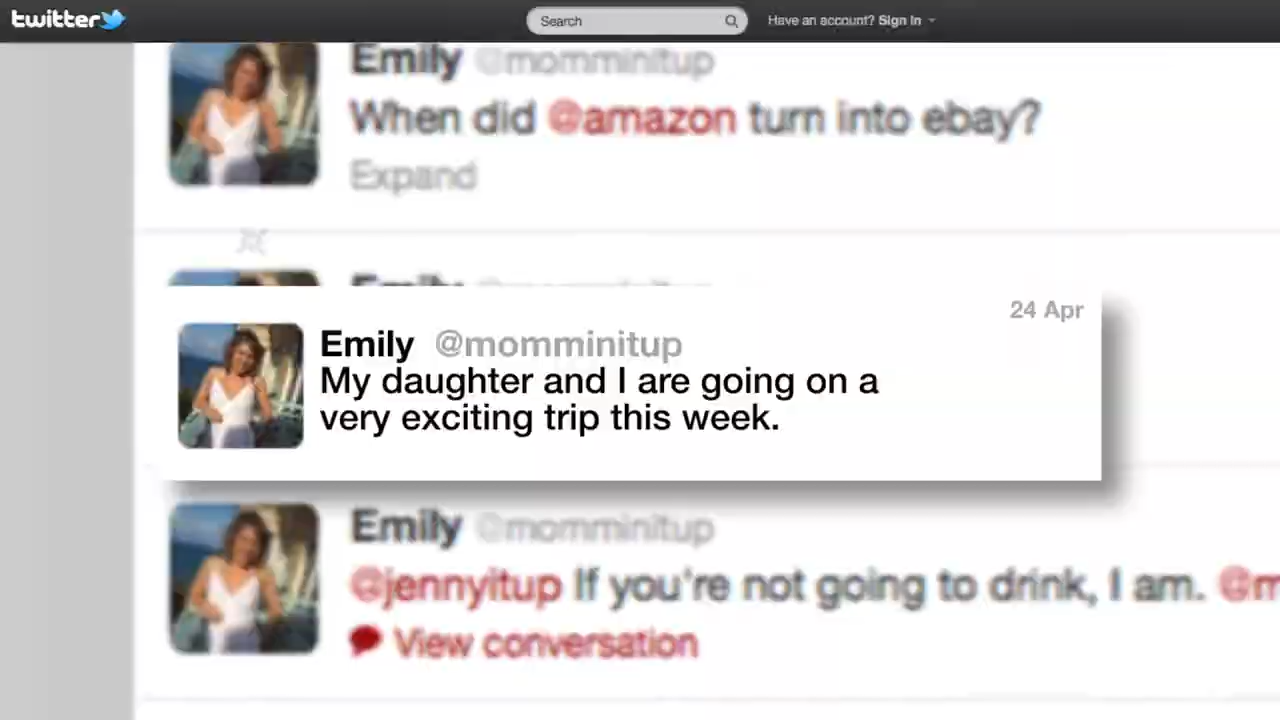 twitter
Search
Have an account? Sign In
Emily @momminitup
When did @amazon turn into ebay?
Expand
24 Apr
Emily @momminitup
My daughter and I are going on a
very exciting trip this week.
Emily @momminitup
@jennyitup If you're not going to drink, I am. @m
View conversation